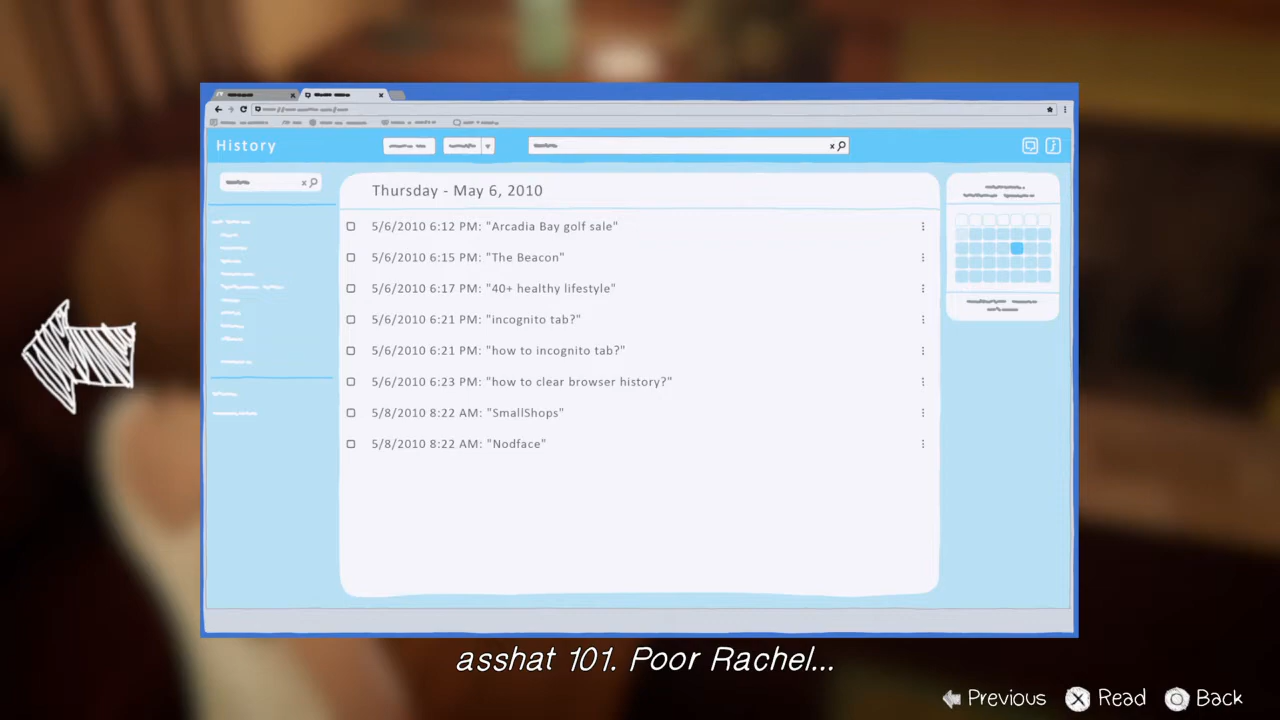 History
Thursday - May 6, 2010
5/6/2010 6:12 PM: "Arcadia Bay golf sale"
5/6/2010 6:15 PM: "The Beacon"
5/6/2010 6:17 PM: "40+ healthy lifestyle"
5/6/2010 6:21 PM: "incognito tab?"
5/6/2010 6:21 PM: "how to incognito tab?"
5/6/2010 6:23 PM: "how to clear browser history?"
5/8/2010 8:22 AM: "SmallShops"
5/8/2010 8:22 AM: "Nodface"
asshat 101. Poor Rachel...
Previous Read Back